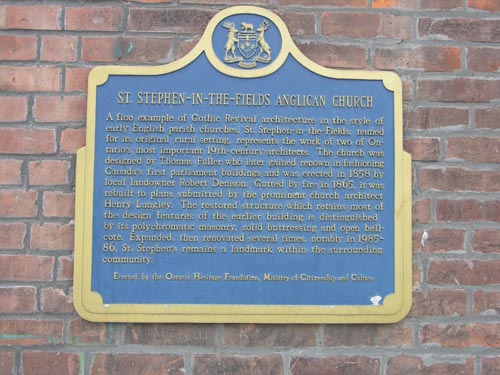 ST. STEPHEN-IN-THE-FIELDS ANGLICAN CHURCH
A fine example of Gothic Revival architecture in the style of
early English parish churches, St. Stephen-in-the-Fields, named
for its original rural setting, represents the work of two of On-
tario's most important 19th-century architects. The church was
designed by Thomas Fuller who later gained renown in fashioning
Canada's first parliament buildings and was erected in 1858 by
local landowner Robert Denison. Gutted by fire in 1865, it was
rebuilt to plans submitted by the prominent church architect
Henry Langley. The restored structure which retains most of
the design features of the earlier building is distinguished
by its polychromatic masonry, solid buttressing and open bell-
cote. Expanded, then renovated several times, notably in 1985-
86, St. Stephen's remains a landmark within the surrounding
community.
Erected by the Ontario Heritage Foundation, Ministry of Citizenship and Culture